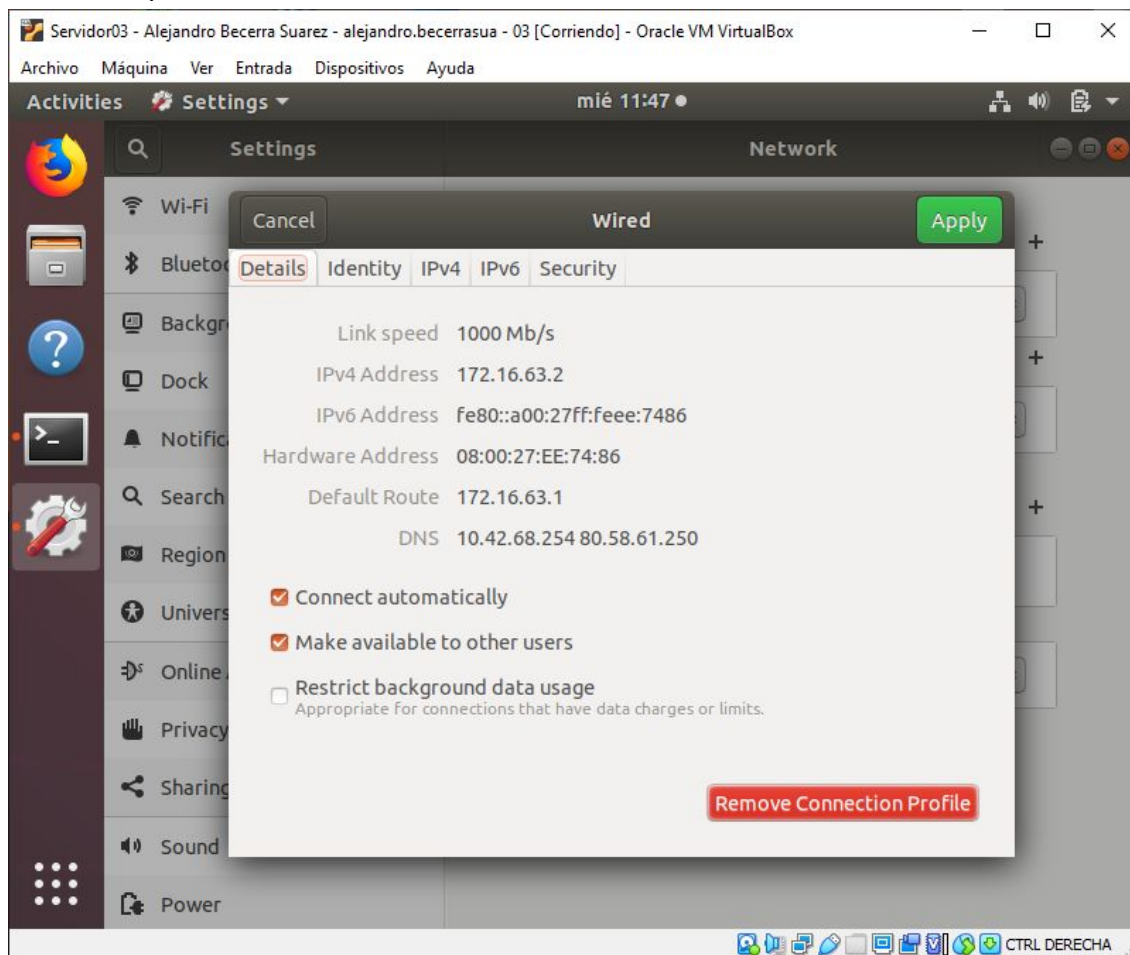 Servidor03 - Alejandro Becerra Suarez - alejandro.becerrasua - 03 [Corriendo] - Oracle VM VirtualBox
Archivo Máquina Ver Entrada Dispositivos Ayuda
Activities Settings mié 11:47
Settings Network
Wi-Fi
Cancel Wired Apply
Details Identity IPv4 IPv6 Security
Link speed 1000 Mb/s
Dock
IPv4 Address 172.16.63.2
IPv6 Address fe80::a00:27ff:feee:7486
Hardware Address 08:00:27:EE:74:86
Search
Default Route 172.16.63.1
DNS 10.42.68.254 80.58.61.250
Region
Connect automatically
Make available to other users
Online
Restrict background data usage
Appropriate for connections that have data charges or limits.
Privacy
Sharing
Remove Connection Profile
Sound
Power
CTRL DERECHA